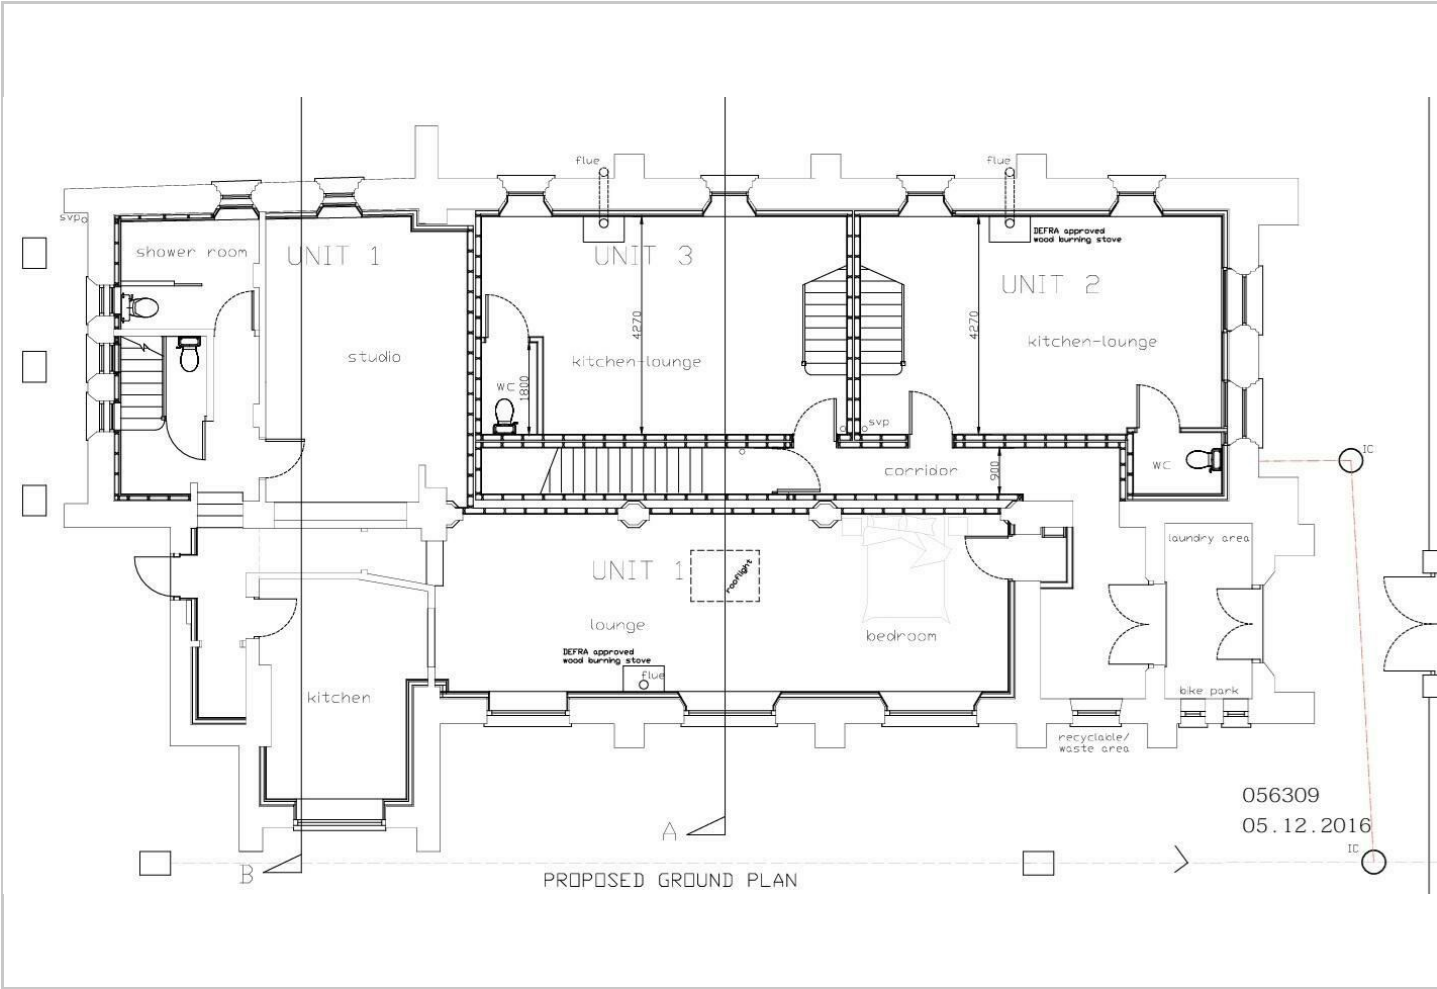 flue
flue
svp
DEFRA approved
wood burning stove
shower room
UNIT 1
UNIT 3
UNIT 2
4270
4270
studio
kitchen-lounge
kitchen-lounge
WC
1800
svp
corridor
900
WC
IC
laundry area
UNIT 1
rooflight
lounge
bedroom
DEFRA approved
wood burning stove
flue
kitchen
bike park
recyclable/
waste area
056309
05.12.2016
A
IC
B
PROPOSED GROUND PLAN